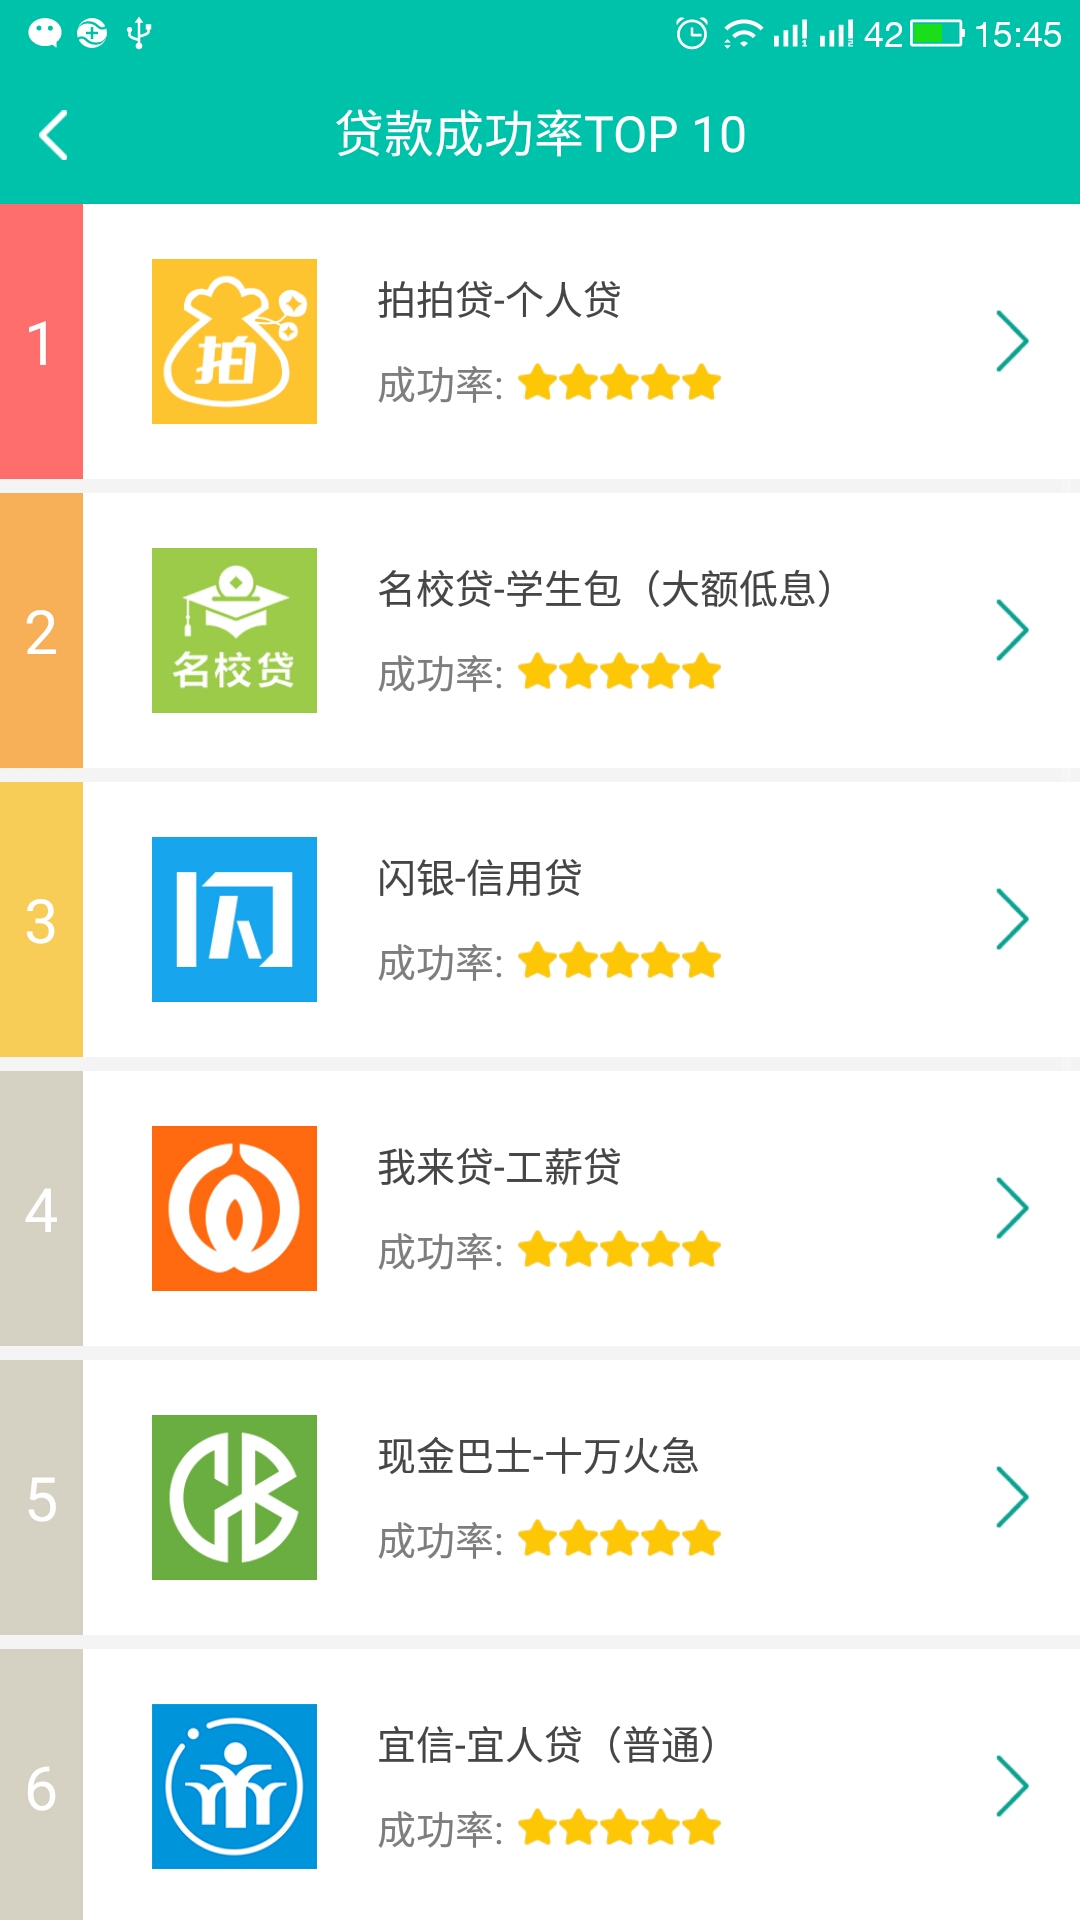 42 15:45
贷款成功率TOP 10
1
拍
拍拍贷-个人贷
成功率:
2
名校贷
名校贷-学生包（大额低息）
成功率:
3
闪
闪银-信用贷
成功率:
4
我来贷-工薪贷
成功率:
5
现金巴士-十万火急
成功率:
6
宜信-宜人贷（普通）
成功率: